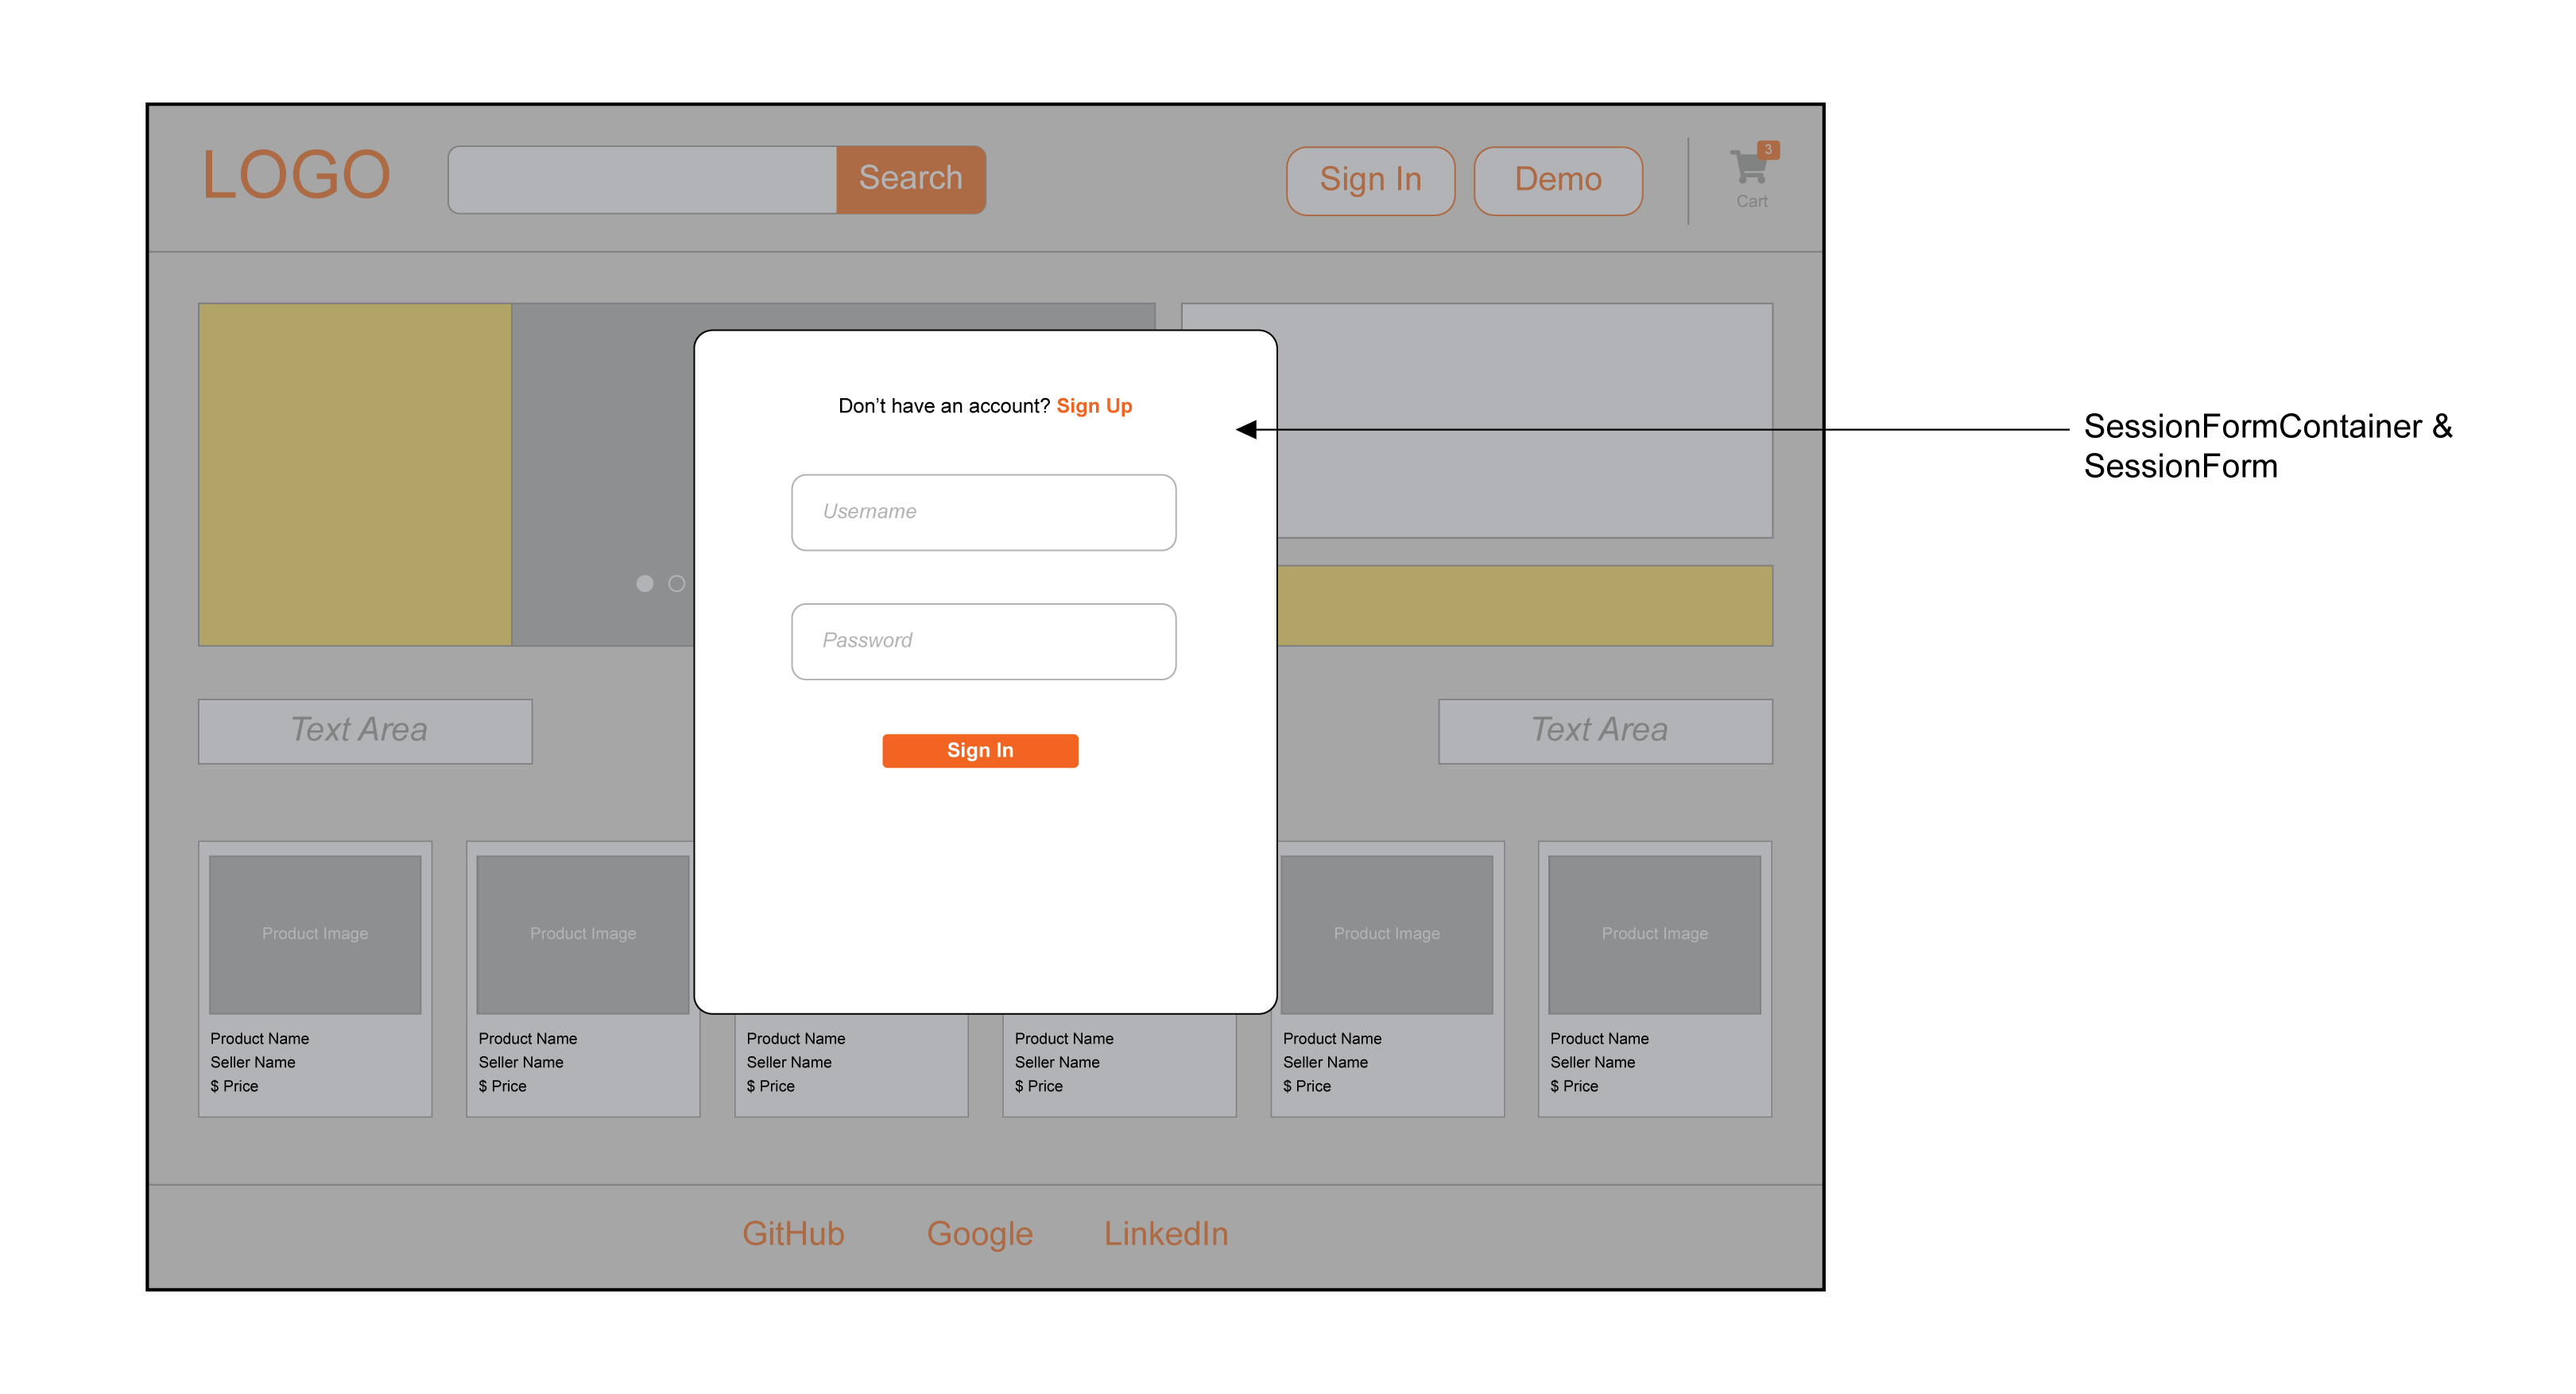 LOGO
Search
Sign In
Demo
3
Cart
Don't have an account? Sign Up
SessionFormContainer &
SessionForm
Username
Password
Text Area
Sign In
Text Area
Product Image
Product Image
Product Image
Product Image
Product Name
Seller Name
$ Price
Product Name
Seller Name
$ Price
Product Name
Seller Name
$ Price
Product Name
Seller Name
$ Price
Product Name
Seller Name
$ Price
Product Name
Seller Name
$ Price
GitHub
Google
LinkedIn